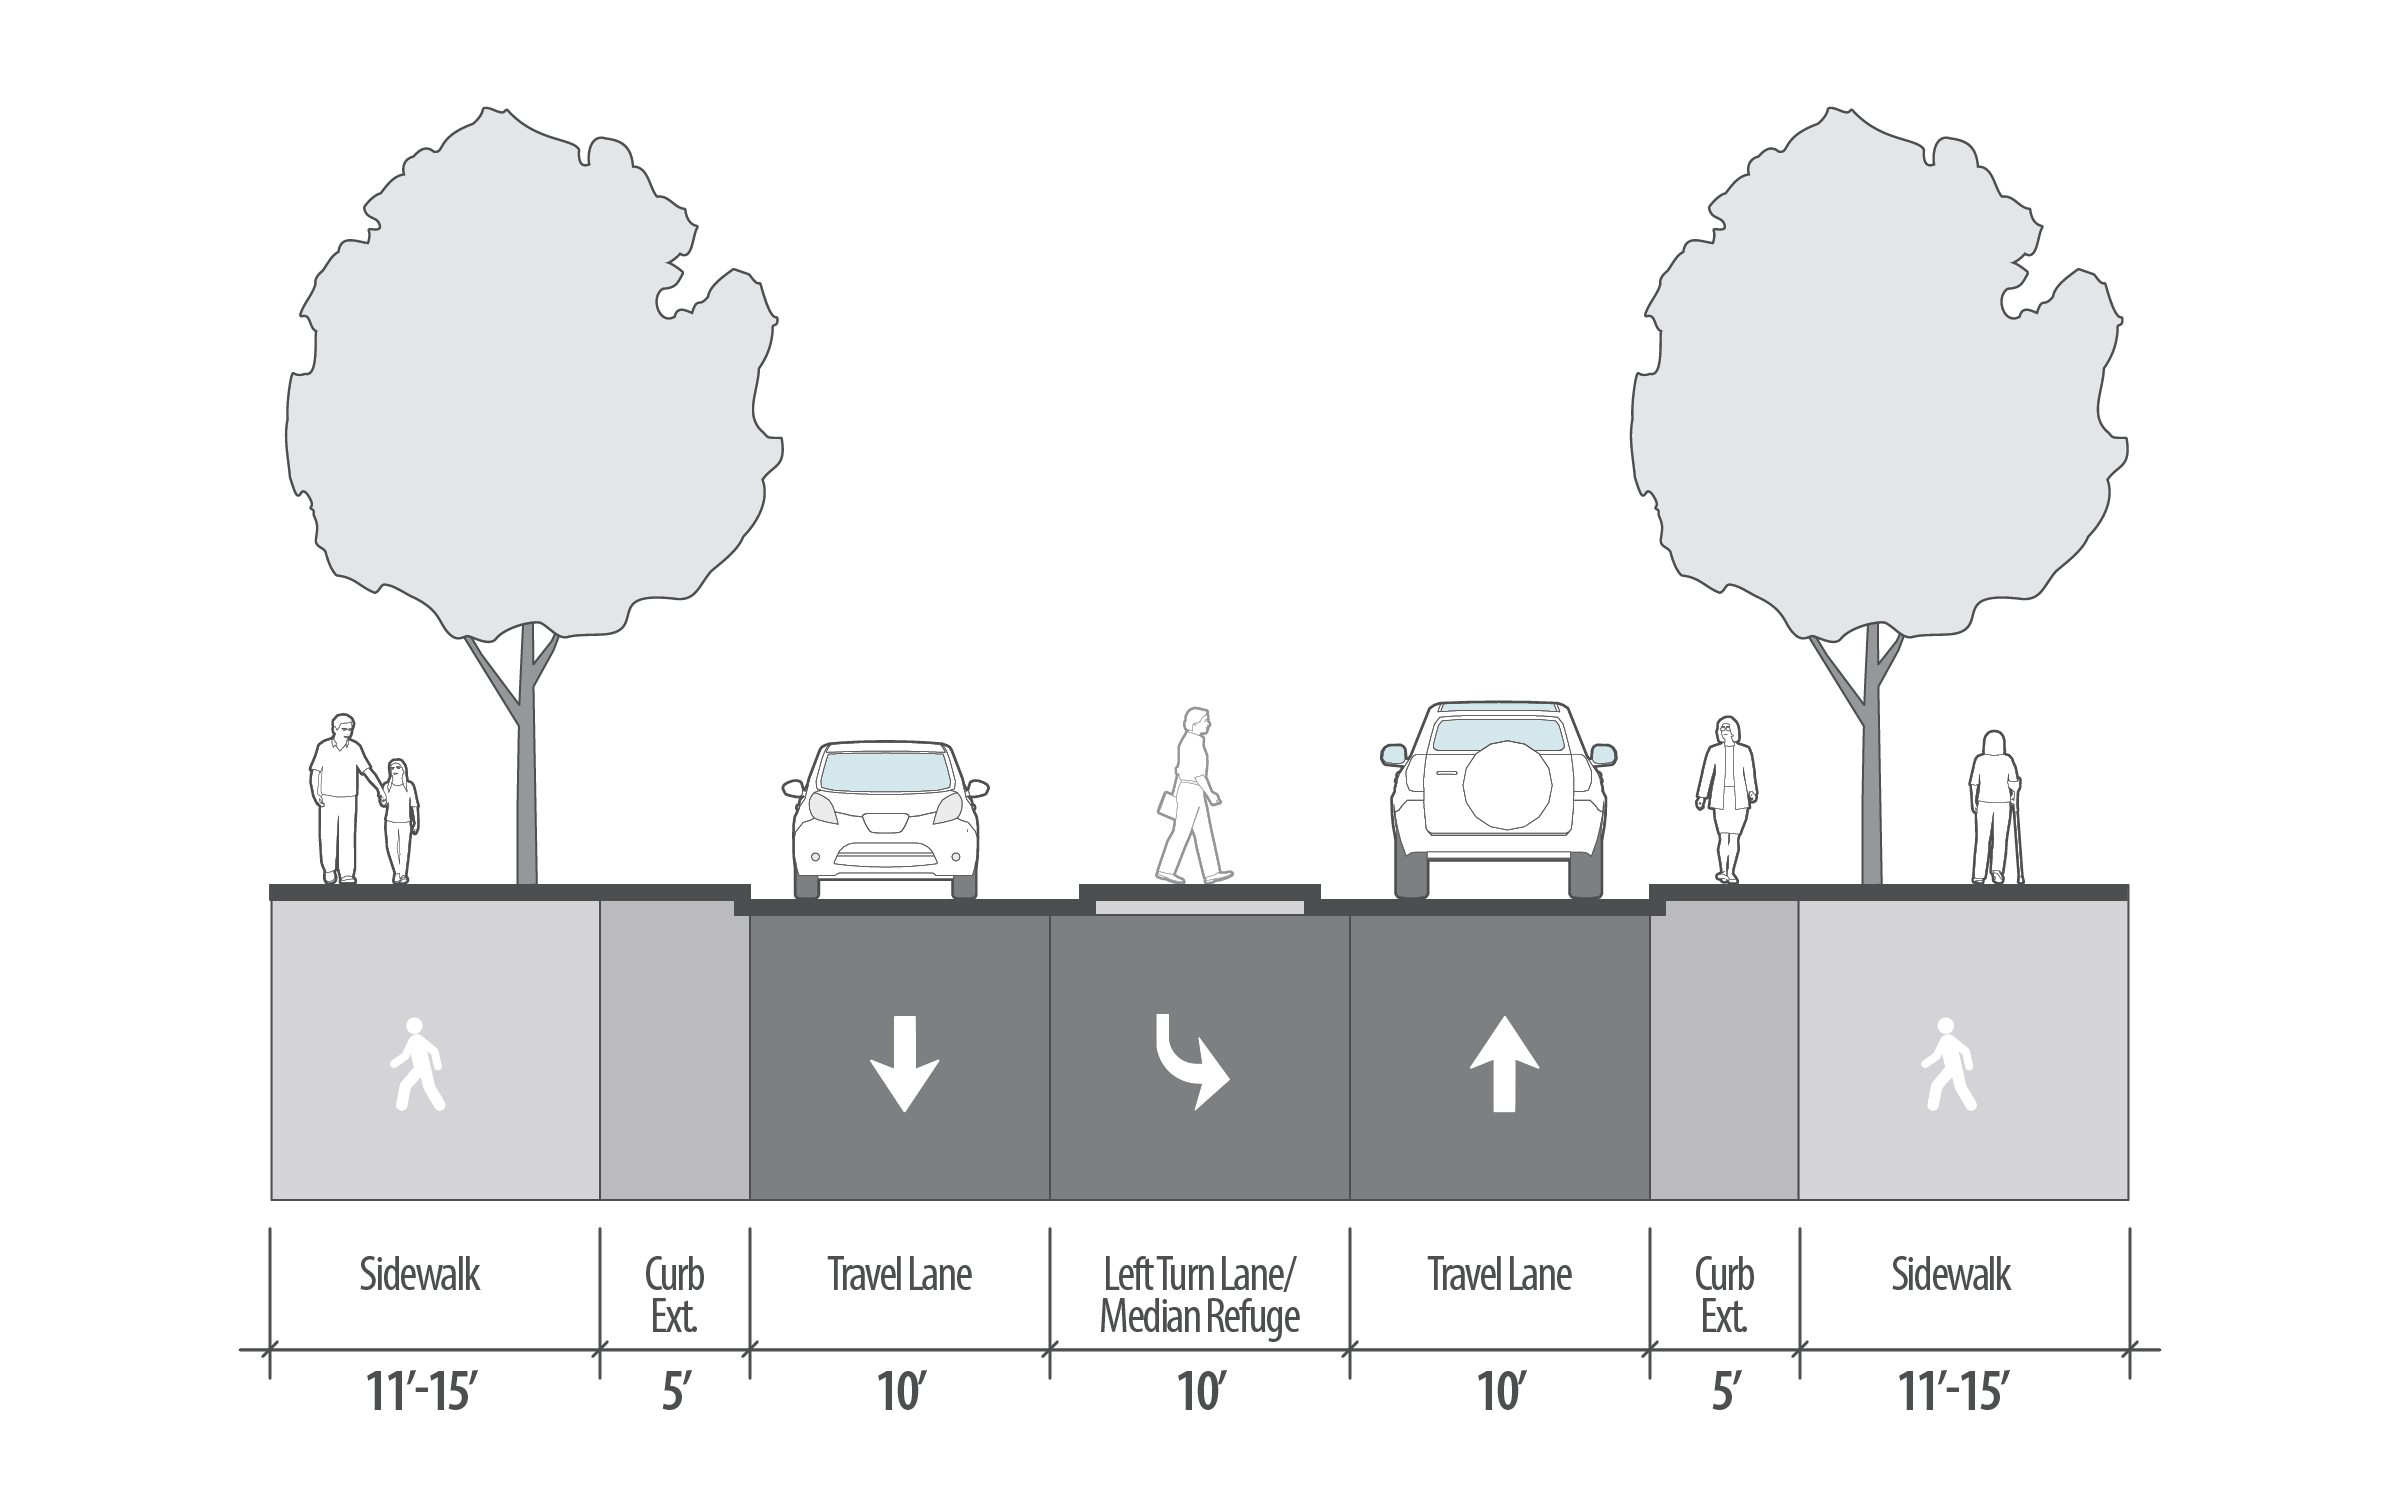 Sidewalk
Curb
Ext.
Travel Lane
Left Turn Lane/
Median Refuge
Travel Lane
Curb
Ext.
Sidewalk
11′-15′
5′
10′
10′
10′
5′
11′-15′